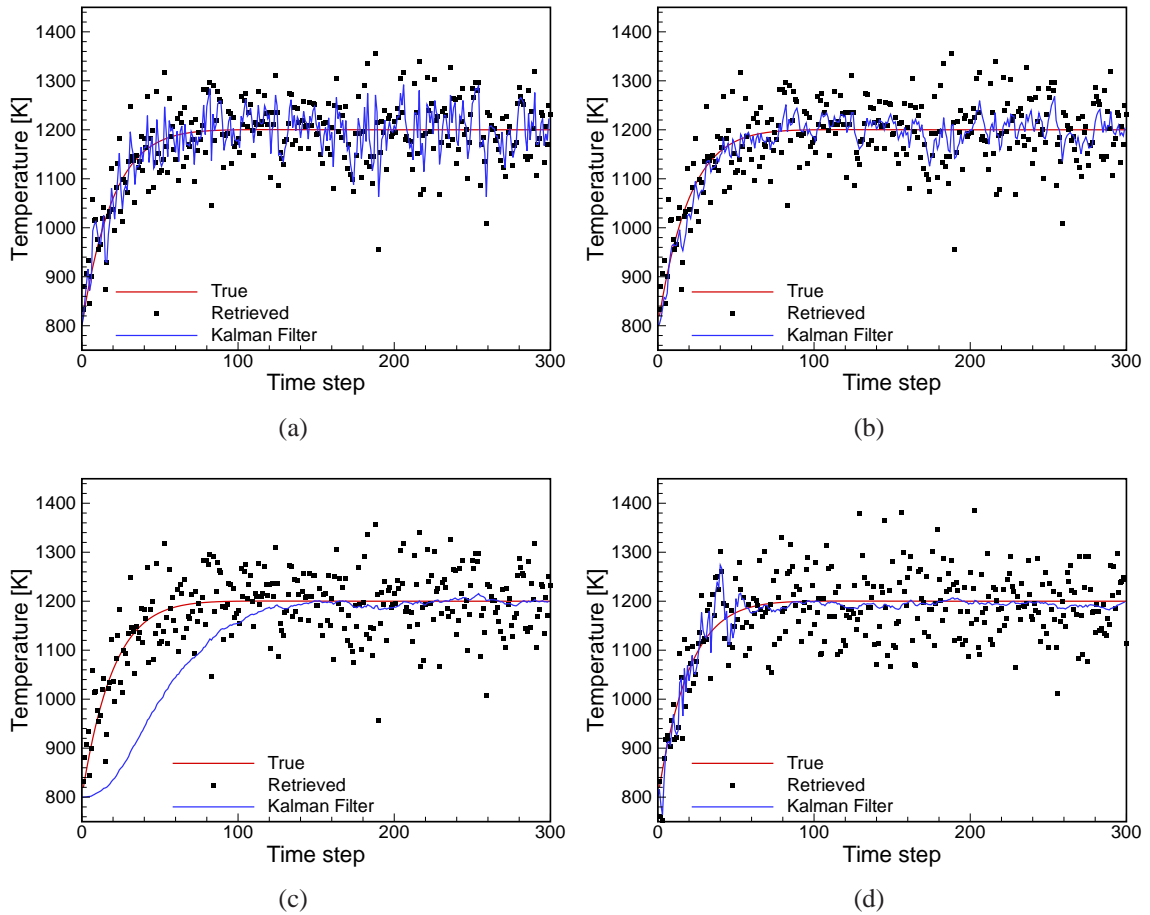 1400
1300
1200
1100
1000
900
800
Temperature [K]
True
Retrieved
Kalman Filter
0 100 200 300
Time step
(a)
1400
1300
1200
1100
1000
900
800
Temperature [K]
True
Retrieved
Kalman Filter
0 100 200 300
Time step
(b)
1400
1300
1200
1100
1000
900
800
Temperature [K]
True
Retrieved
Kalman Filter
0 100 200 300
Time step
(c)
1400
1300
1200
1100
1000
900
800
Temperature [K]
True
Retrieved
Kalman Filter
0 100 200 300
Time step
(d)